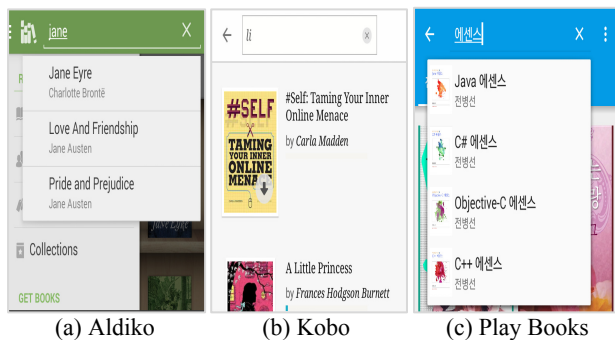 jane
Jane Eyre
Charlotte Brontë
Love And Friendship
Jane Austen
Pride and Prejudice
Jane Austen
Collections
GET BOOKS
(a) Aldiko
li
#SELF
TAMING
YOUR INNER
ONLINE
MENACE
#Self: Taming Your Inner
Online Menace
by Carla Madden
A Little Princess
by Frances Hodgson Burnett
(b) Kobo
에센스
Java 에센스
전병선
C# 에센스
전병선
Objective-C 에센스
전병선
C++ 에센스
전병선
(c) Play Books